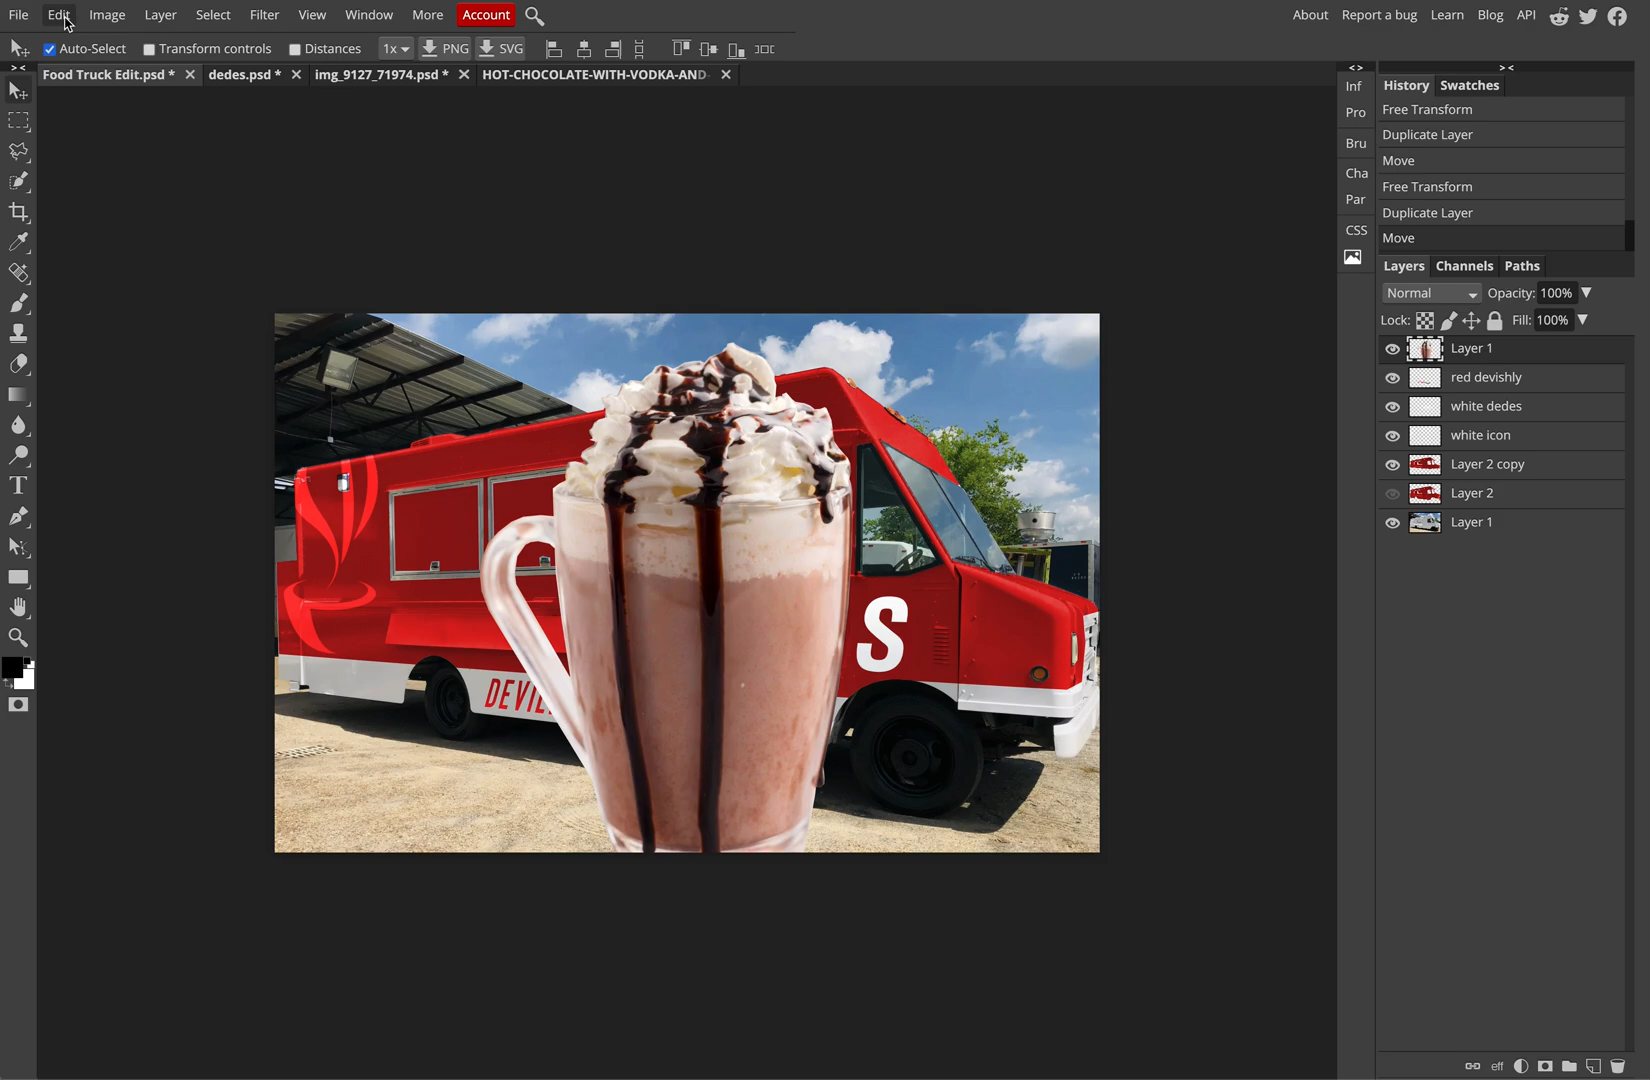 File Edit Image Layer Select Filter View Window More Account About Report a bug Learn Blog API
Auto-Select Transform controls Distances 1x PNG SVG
Food Truck Edit.psd * dedes.psd * img_9127_71974.psd * HOT-CHOCOLATE-WITH-VODKA-AND-
Inf
Pro
Bru
Cha
Par
CSS
History Swatches
Free Transform
Duplicate Layer
Move
Free Transform
Duplicate Layer
Move
Layers Channels Paths
Normal Opacity: 100%
Lock: Fill: 100%
Layer 1
red devishly
white dedes
white icon
Layer 2 copy
Layer 2
Layer 1
T
S
DEVIL
eff